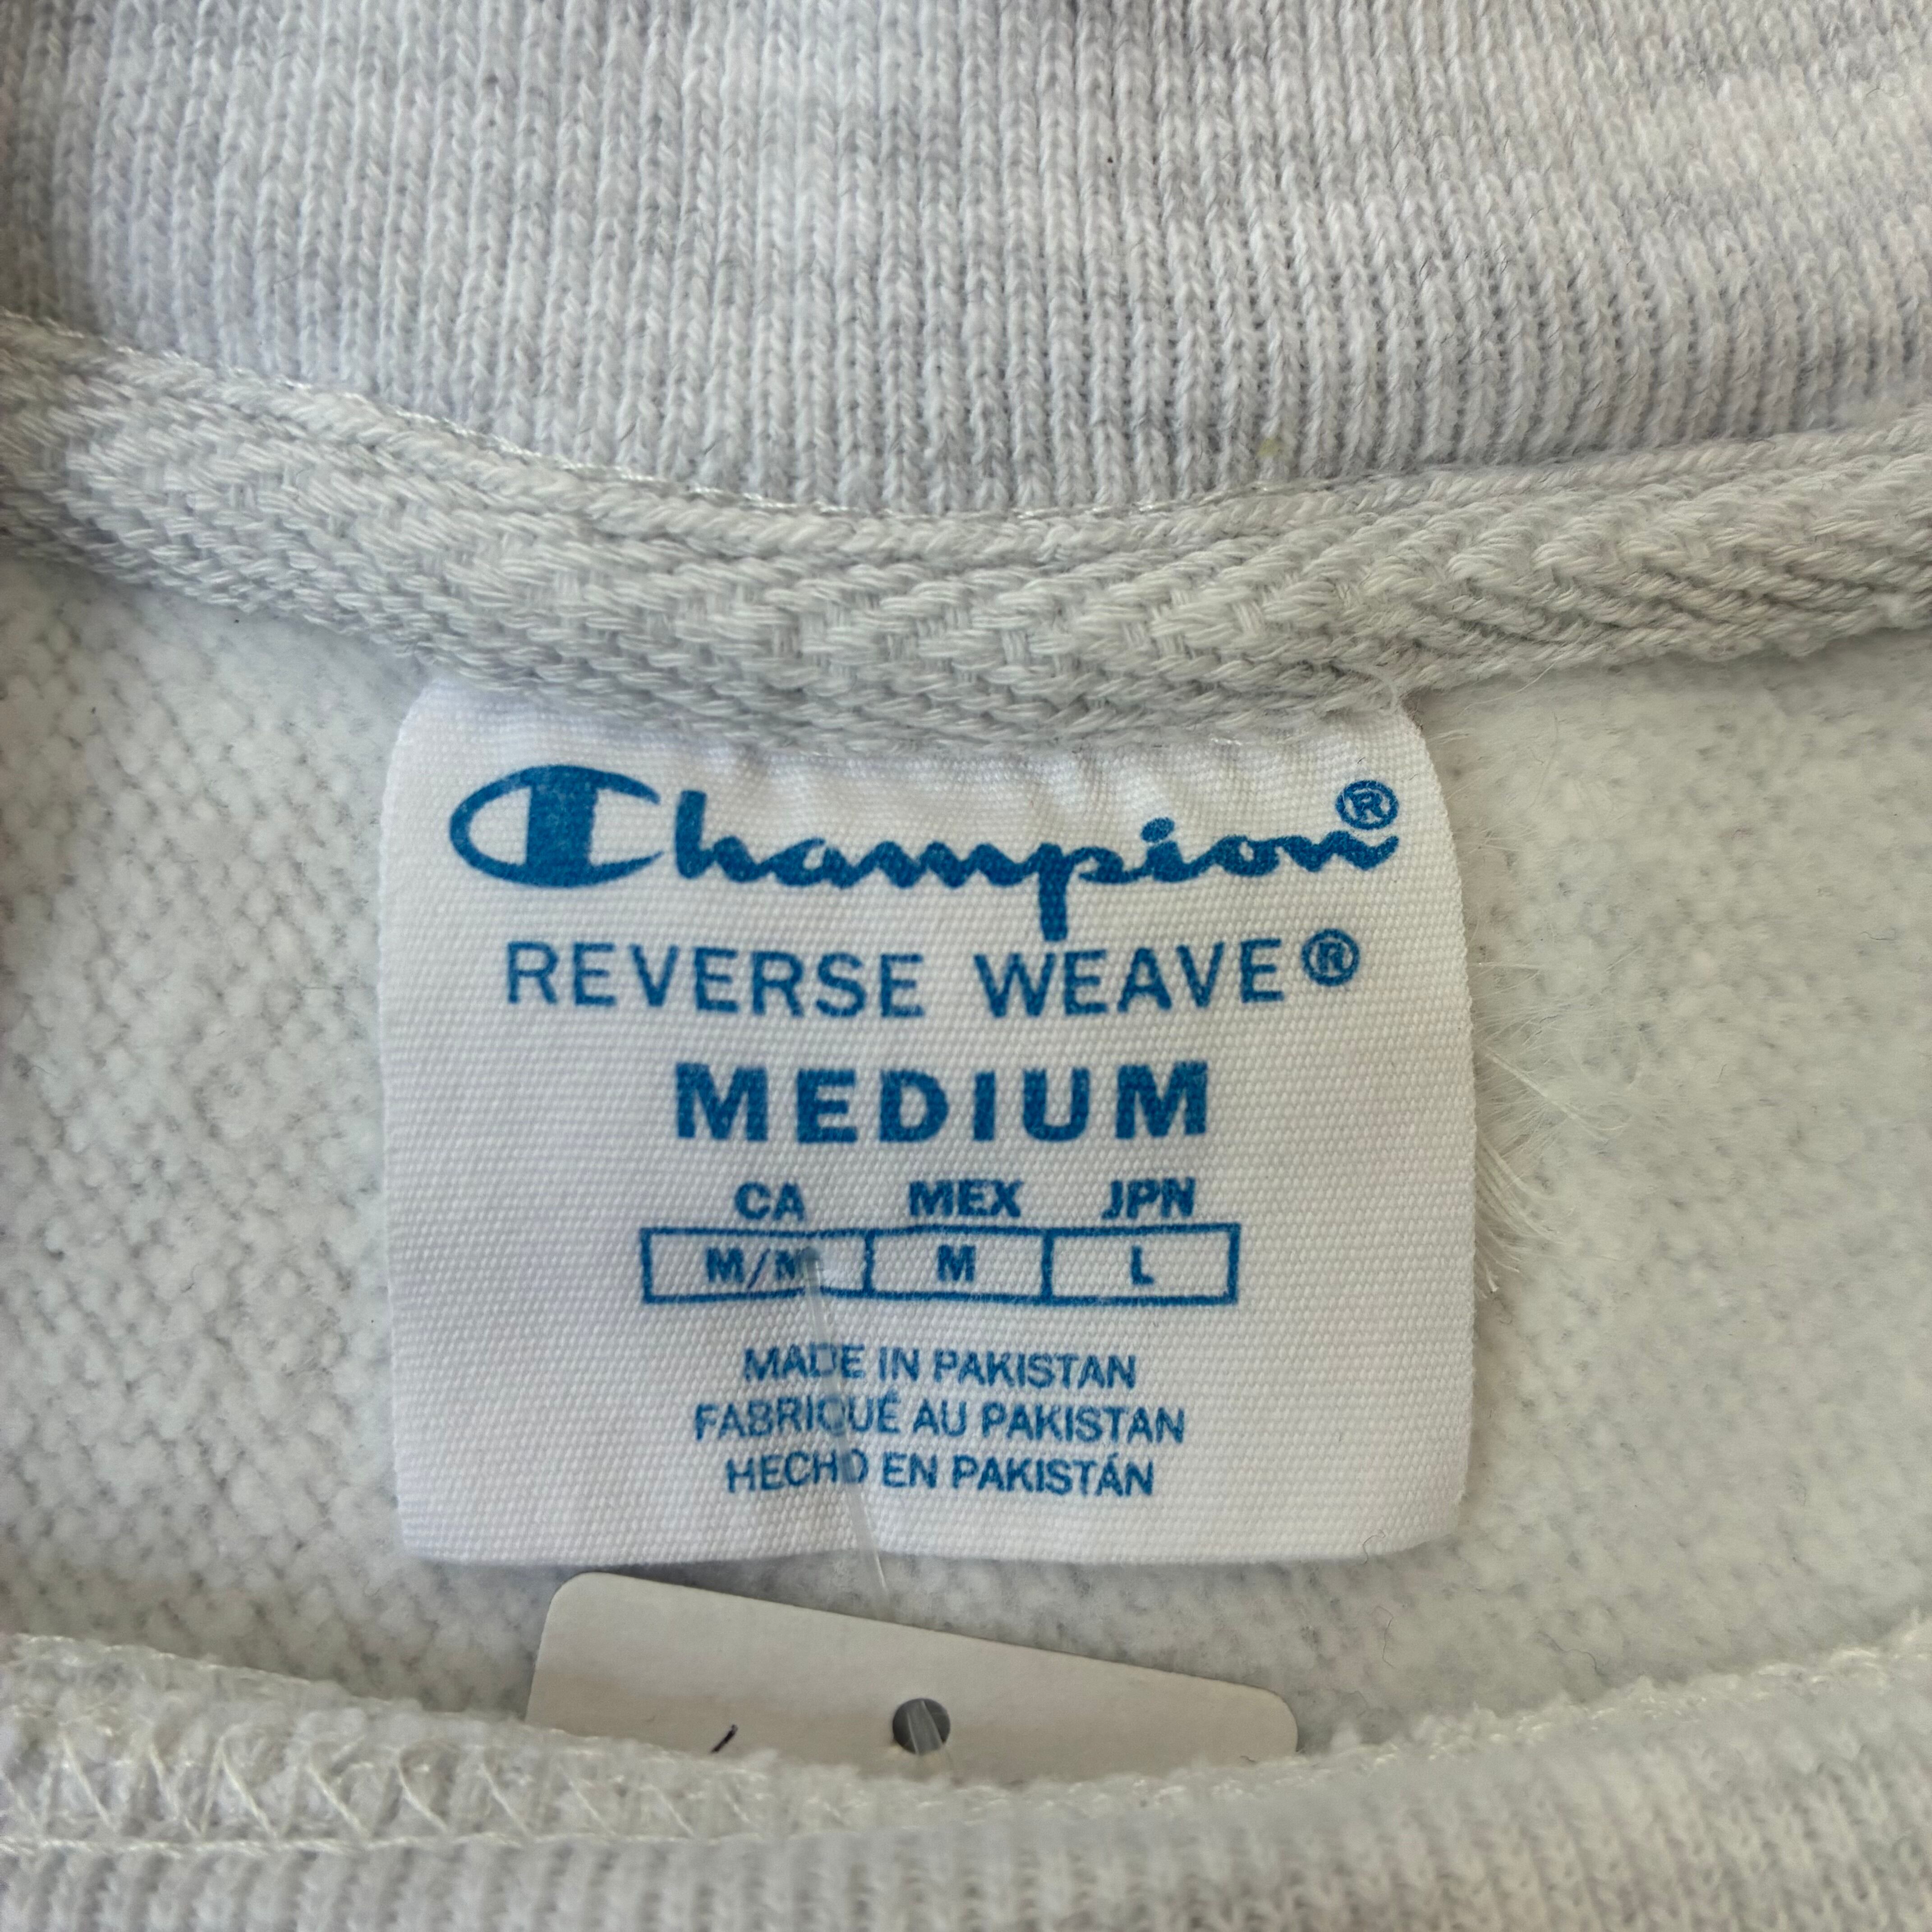 Champion®
REVERSE WEAVE®
MEDIUM
CA MEX JPN
M/M M L
MADE IN PAKISTAN
FABRIQUÉ AU PAKISTAN
HECHO EN PAKISTÁN